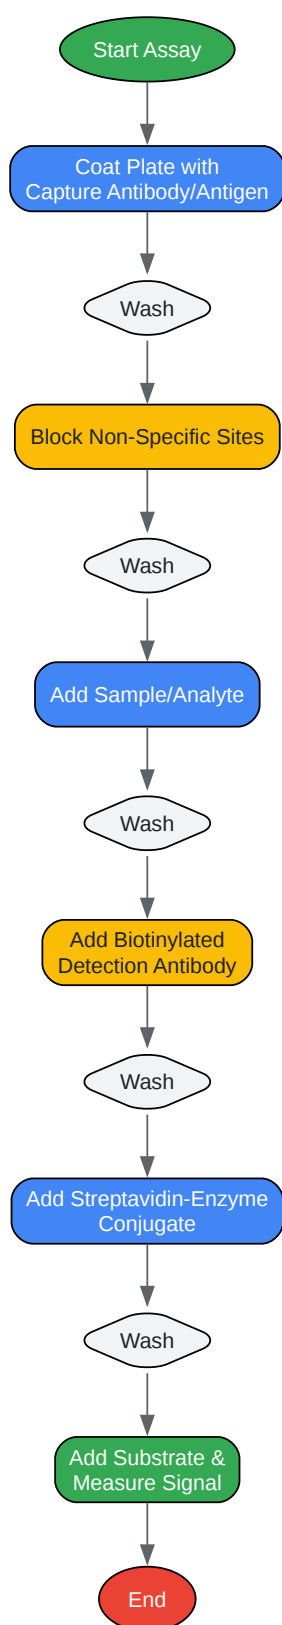 Start Assay
Coat Plate with
Capture Antibody/Antigen
Wash
Block Non-Specific Sites
Wash
Add Sample/Analyte
Wash
Add Biotinylated
Detection Antibody
Wash
Add Streptavidin-Enzyme
Conjugate
Wash
Add Substrate &
Measure Signal
End